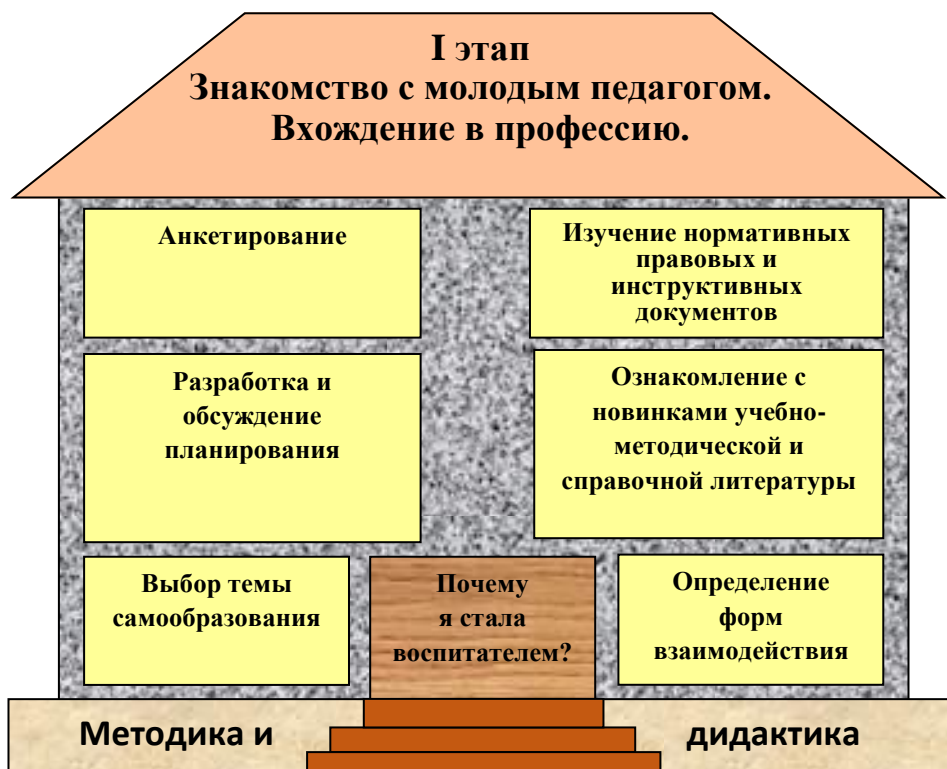 I этап
Знакомство с молодым педагогом.
Вхождение в профессию.
Анкетирование
Изучение нормативных
правовых и
инструктивных
документов
Разработка и
обсуждение
планирования
Ознакомление с
новинками учебно-
методической и
справочной литературы
Выбор темы
самообразования
Почему
я стала
воспитателем?
Определение
форм
взаимодействия
Методика и
дидактика